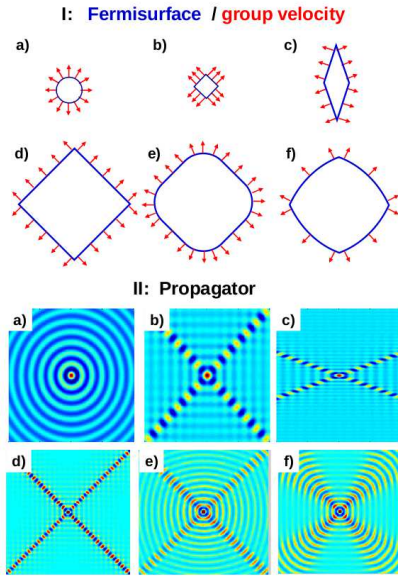 I: Fermisurface / group velocity
a) b) c)
d) e) f)
II: Propagator
a) b) c)
d) e) f)